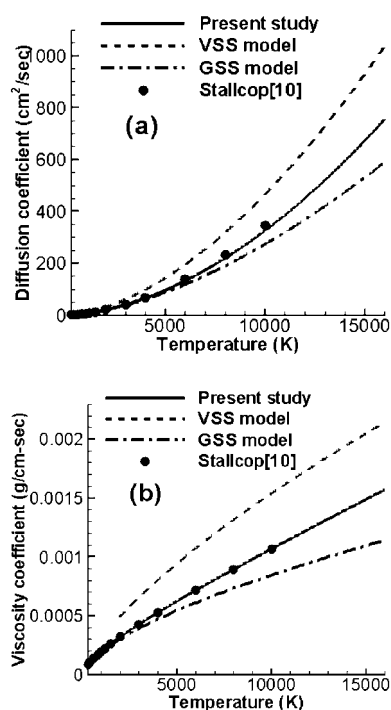 Present study
VSS model
GSS model
Stallcop[10]
(a)
Diffusion coefficient (cm²/sec)
1000
800
600
400
200
0
5000 10000 15000
Temperature (K)
Present study
VSS model
GSS model
Stallcop[10]
(b)
Viscosity coefficient (g/cm-sec)
0.002
0.0015
0.001
0.0005
0
5000 10000 15000
Temperature (K)